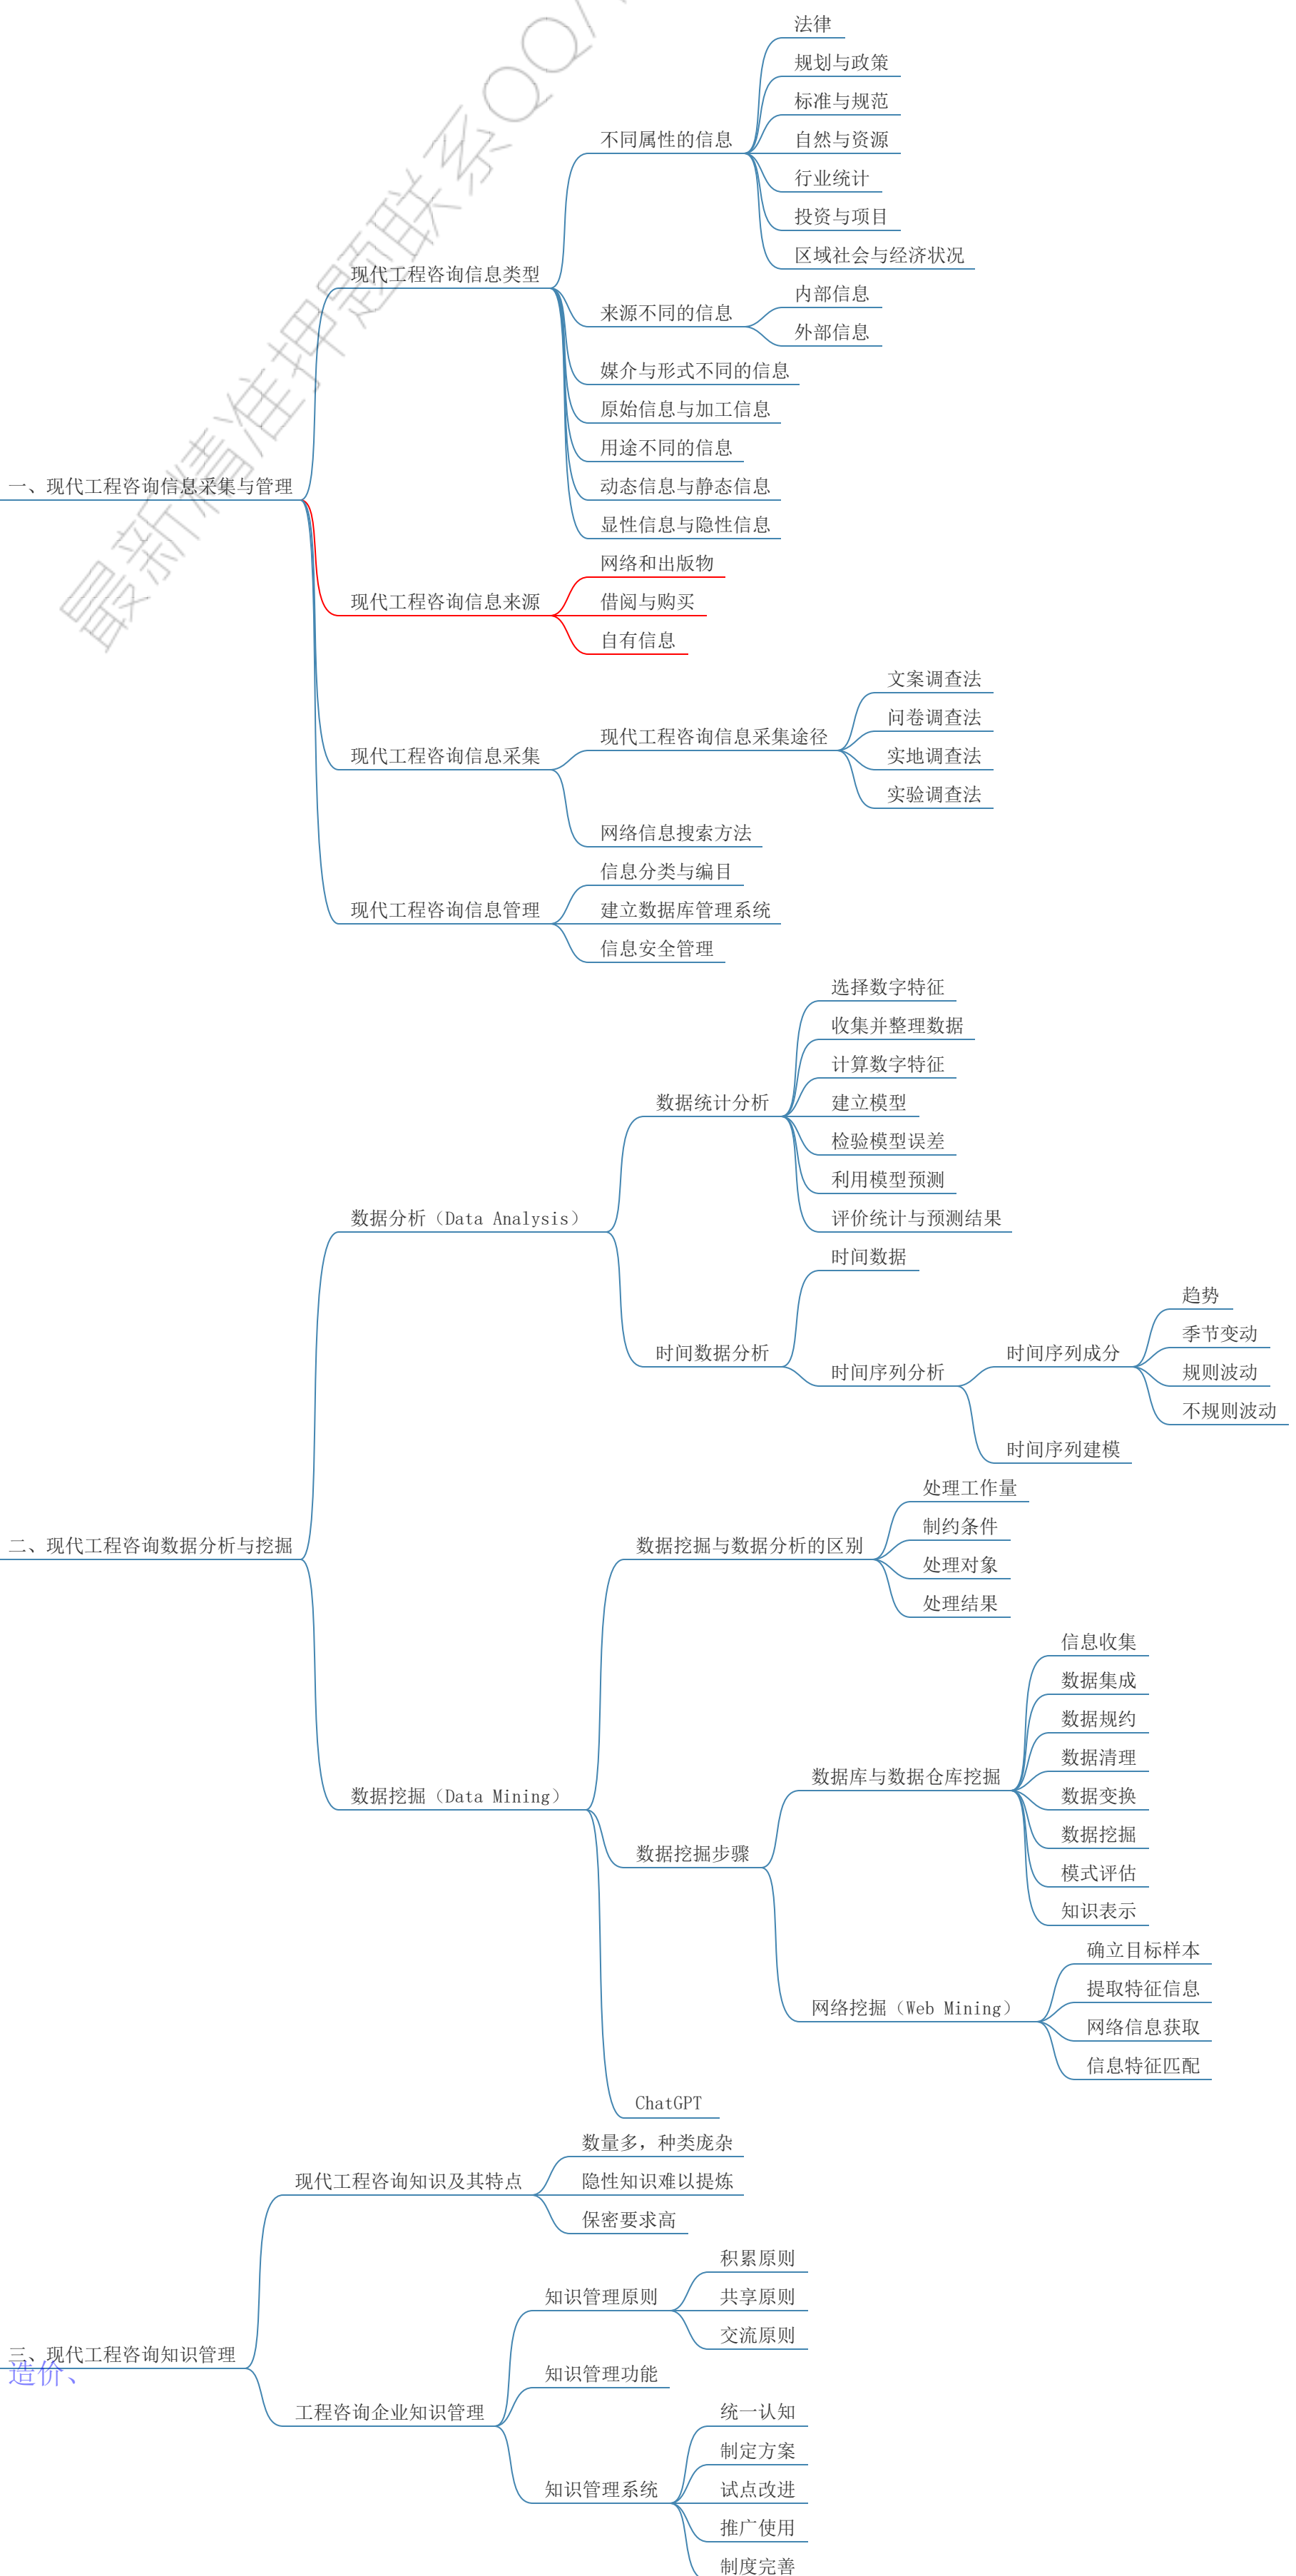 一、现代工程咨询信息采集与管理
现代工程咨询信息类型
不同属性的信息
法律
规划与政策
标准与规范
自然与资源
行业统计
投资与项目
区域社会与经济状况
来源不同的信息
内部信息
外部信息
媒介与形式不同的信息
原始信息与加工信息
用途不同的信息
动态信息与静态信息
显性信息与隐性信息
现代工程咨询信息来源
网络和出版物
借阅与购买
自有信息
现代工程咨询信息采集
现代工程咨询信息采集途径
文案调查法
问卷调查法
实地调查法
实验调查法
网络信息搜索方法
现代工程咨询信息管理
信息分类与编目
建立数据库管理系统
信息安全管理
二、现代工程咨询数据分析与挖掘
数据分析（Data Analysis）
数据统计分析
选择数字特征
收集并整理数据
计算数字特征
建立模型
检验模型误差
利用模型预测
评价统计与预测结果
时间数据分析
时间数据
时间序列分析
时间序列成分
趋势
季节变动
规则波动
不规则波动
时间序列建模
数据挖掘（Data Mining）
数据挖掘与数据分析的区别
处理工作量
制约条件
处理对象
处理结果
数据挖掘步骤
数据库与数据仓库挖掘
信息收集
数据集成
数据规约
数据清理
数据变换
数据挖掘
模式评估
知识表示
网络挖掘（Web Mining）
确立目标样本
提取特征信息
网络信息获取
信息特征匹配
ChatGPT
三、现代工程咨询知识管理
现代工程咨询知识及其特点
数量多，种类庞杂
隐性知识难以提炼
保密要求高
工程咨询企业知识管理
知识管理原则
积累原则
共享原则
交流原则
知识管理功能
知识管理系统
统一认知
制定方案
试点改进
推广使用
制度完善
造价、
最新精准押题联系QQ/